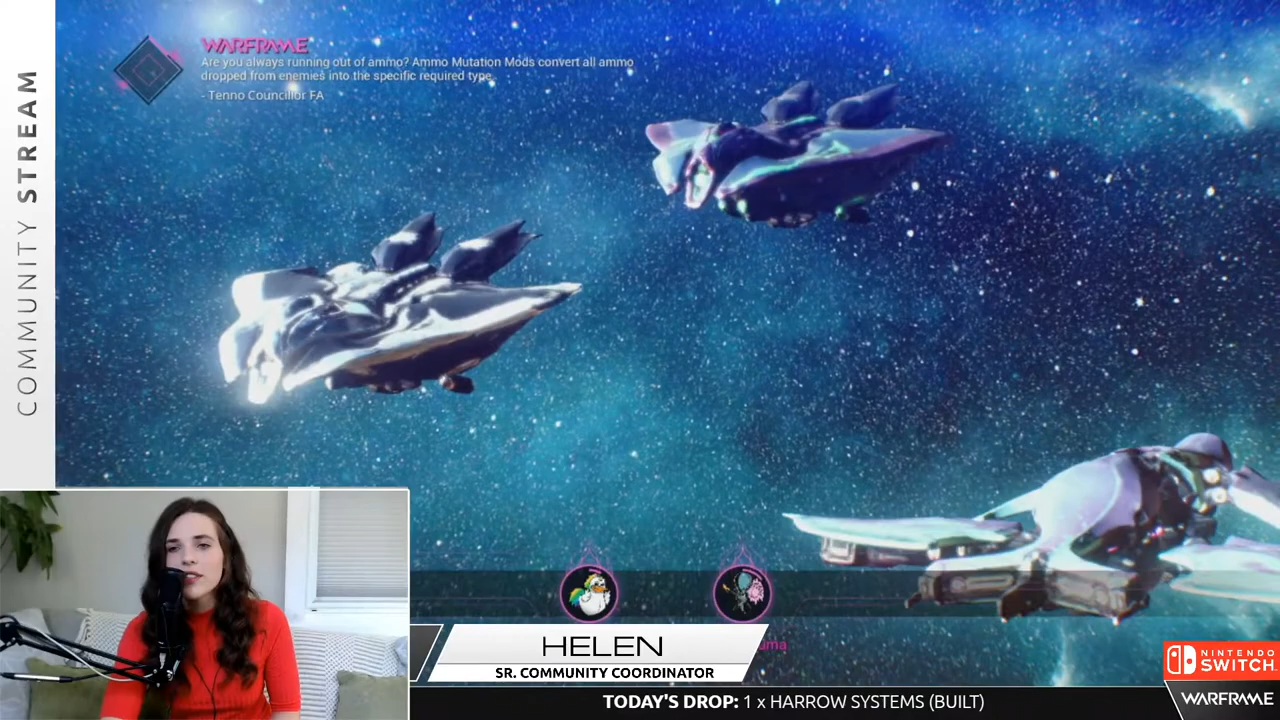 COMMUNITY STREAM
WARFRAME
Are you always running out of ammo? Ammo Mutation Mods convert all ammo
dropped from enemies into the specific required type.
- Tenno Councillor FA
HELEN
SR. COMMUNITY COORDINATOR
TODAY'S DROP: 1 x HARROW SYSTEMS (BUILT)
NINTENDO
SWITCH
WARFRAME